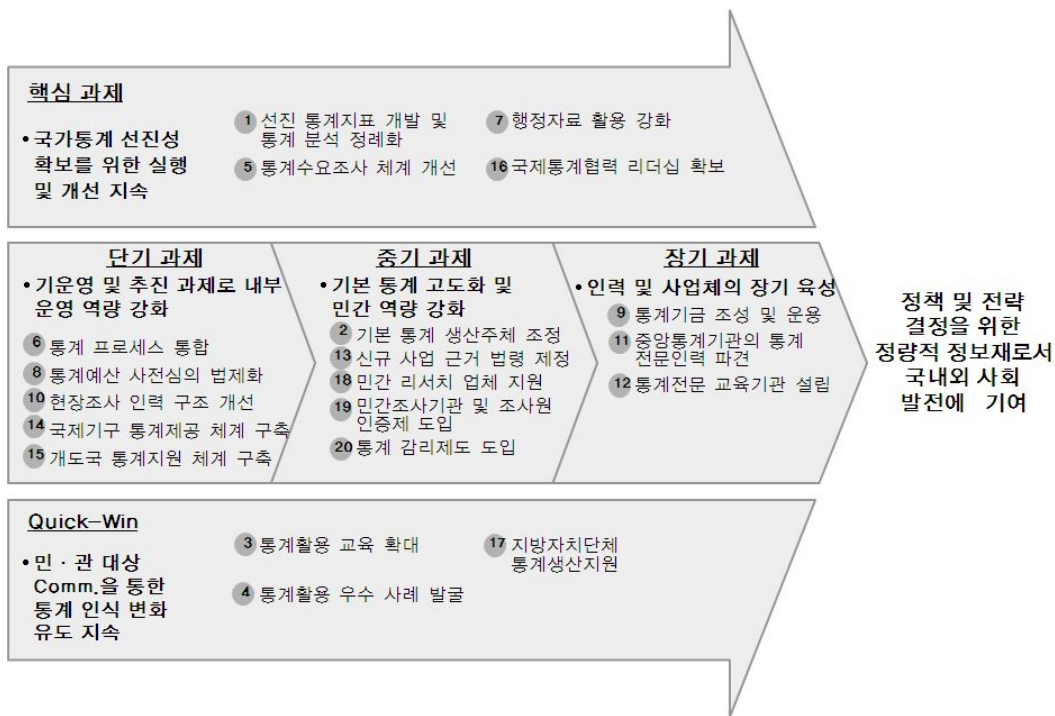 핵심 과제
• 국가통계 선진성
확보를 위한 실행
및 개선 지속
1 선진 통계지표 개발 및
통계 분석 정례화
5 통계수요조사 체계 개선
7 행정자료 활용 강화
16 국제통계협력 리더십 확보
단기 과제
• 기운영 및 추진 과제로 내부
운영 역량 강화
6 통계 프로세스 통합
8 통계예산 사전심의 법제화
10 현장조사 인력 구조 개선
14 국제기구 통계제공 체계 구축
15 개도국 통계지원 체계 구축
중기 과제
• 기본 통계 고도화 및
민간 역량 강화
2 기본 통계 생산주체 조정
13 신규 사업 근거 법령 제정
18 민간 리서치 업체 지원
19 민간조사기관 및 조사원
인증제 도입
20 통계 감리제도 도입
장기 과제
• 인력 및 사업체의 장기 육성
9 통계기금 조성 및 운용
11 중앙통계기관의 통계
전문인력 파견
12 통계전문 교육기관 설립
정책 및 전략
결정을 위한
정량적 정보재로서
국내외 사회
발전에 기여
Quick-Win
• 민 · 관 대상
Comm.을 통한
통계 인식 변화
유도 지속
3 통계활용 교육 확대
4 통계활용 우수 사례 발굴
17 지방자치단체
통계생산지원